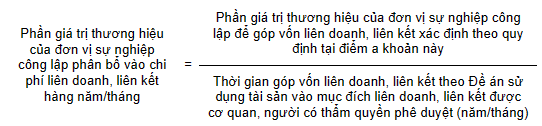 Phần giá trị thương hiệu
của đơn vị sự nghiệp
công lập phân bổ vào chi
phí liên doanh, liên kết
hàng năm/tháng
=
Phần giá trị thương hiệu của đơn vị sự nghiệp công
lập để góp vốn liên doanh, liên kết xác định theo quy
định tại điểm a khoản này
Thời gian góp vốn liên doanh, liên kết theo Đề án sử
dụng tài sản vào mục đích liên doanh, liên kết được
cơ quan, người có thẩm quyền phê duyệt (năm/tháng)